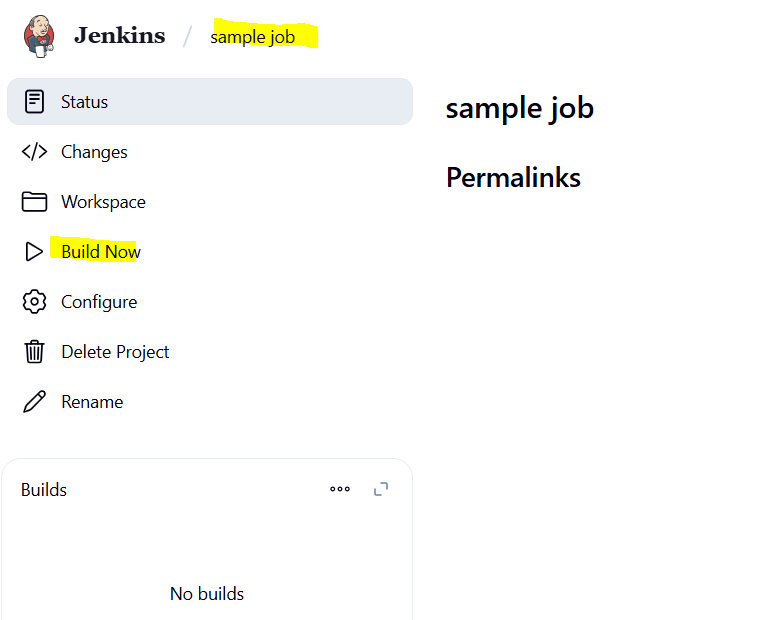 Jenkins / sample job
Status
Changes
Workspace
Build Now
Configure
Delete Project
Rename
sample job
Permalinks
Builds
No builds